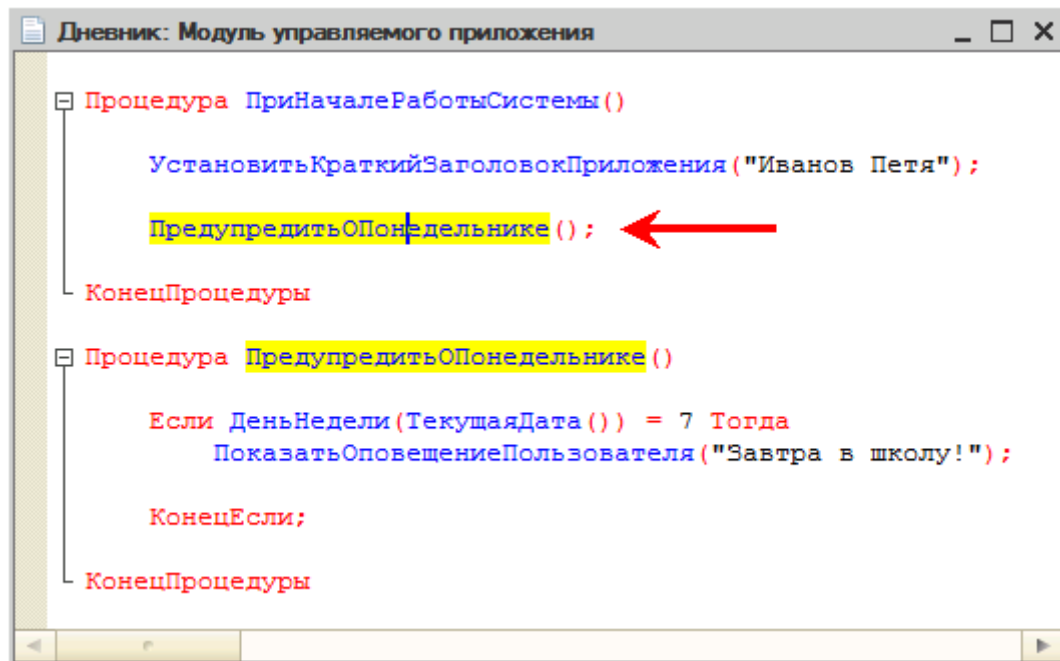 Дневник: Модуль управляемого приложения
Процедура ПриНачалеРаботыСистемы()
УстановитьКраткийЗаголовокПриложения("Иванов Петя");
ПредупредитьОПонедельнике();
КонецПроцедуры
Процедура ПредупредитьОПонедельнике()
Если ДеньНедели(ТекущаяДата()) = 7 Тогда
ПоказатьОповещениеПользователя("Завтра в школу!");
КонецЕсли;
КонецПроцедуры